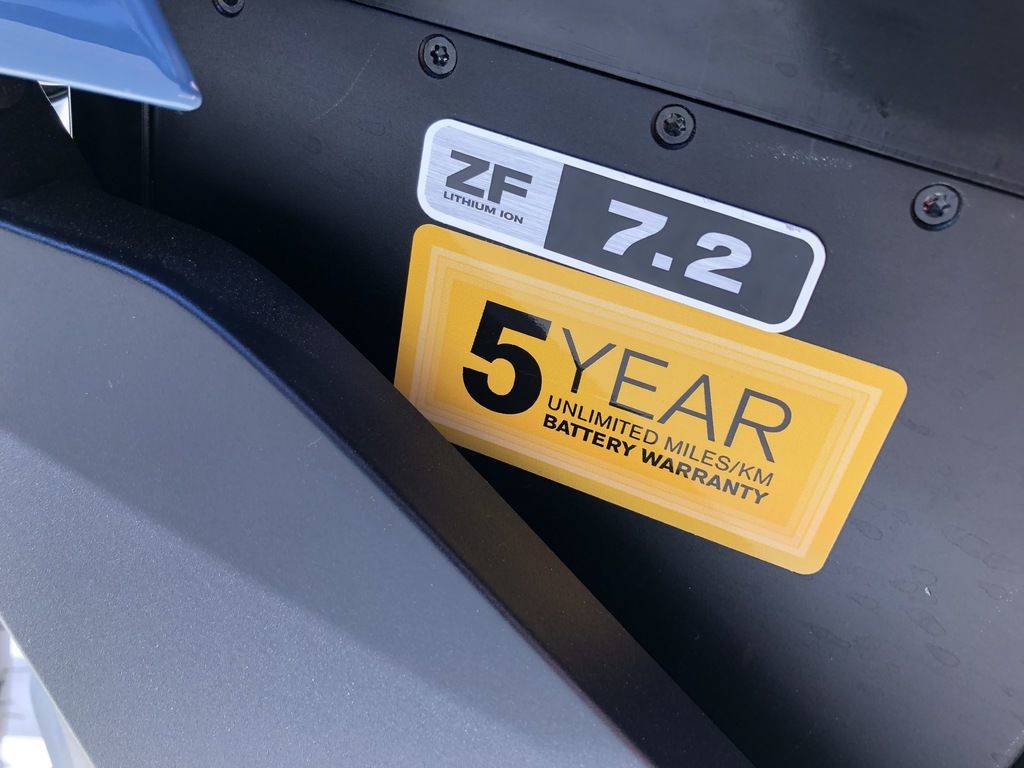 ZF
LITHIUM ION
7.2
5 YEAR
UNLIMITED MILES/KM
BATTERY WARRANTY